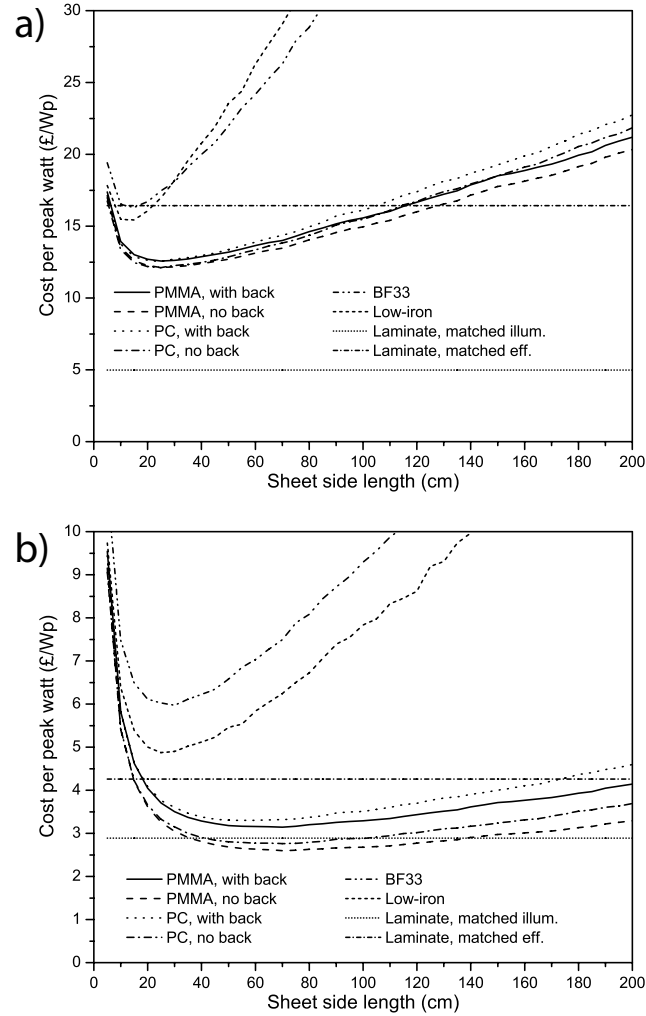 a)
30
25
20
15
10
5
0
Cost per peak watt (£/Wp)
PMMA, with back
PMMA, no back
PC, with back
PC, no back
BF33
Low-iron
Laminate, matched illum.
Laminate, matched eff.
0 20 40 60 80 100 120 140 160 180 200
Sheet side length (cm)
b)
10
9
8
7
6
5
4
3
2
1
0
Cost per peak watt (£/Wp)
PMMA, with back
PMMA, no back
PC, with back
PC, no back
BF33
Low-iron
Laminate, matched illum.
Laminate, matched eff.
0 20 40 60 80 100 120 140 160 180 200
Sheet side length (cm)